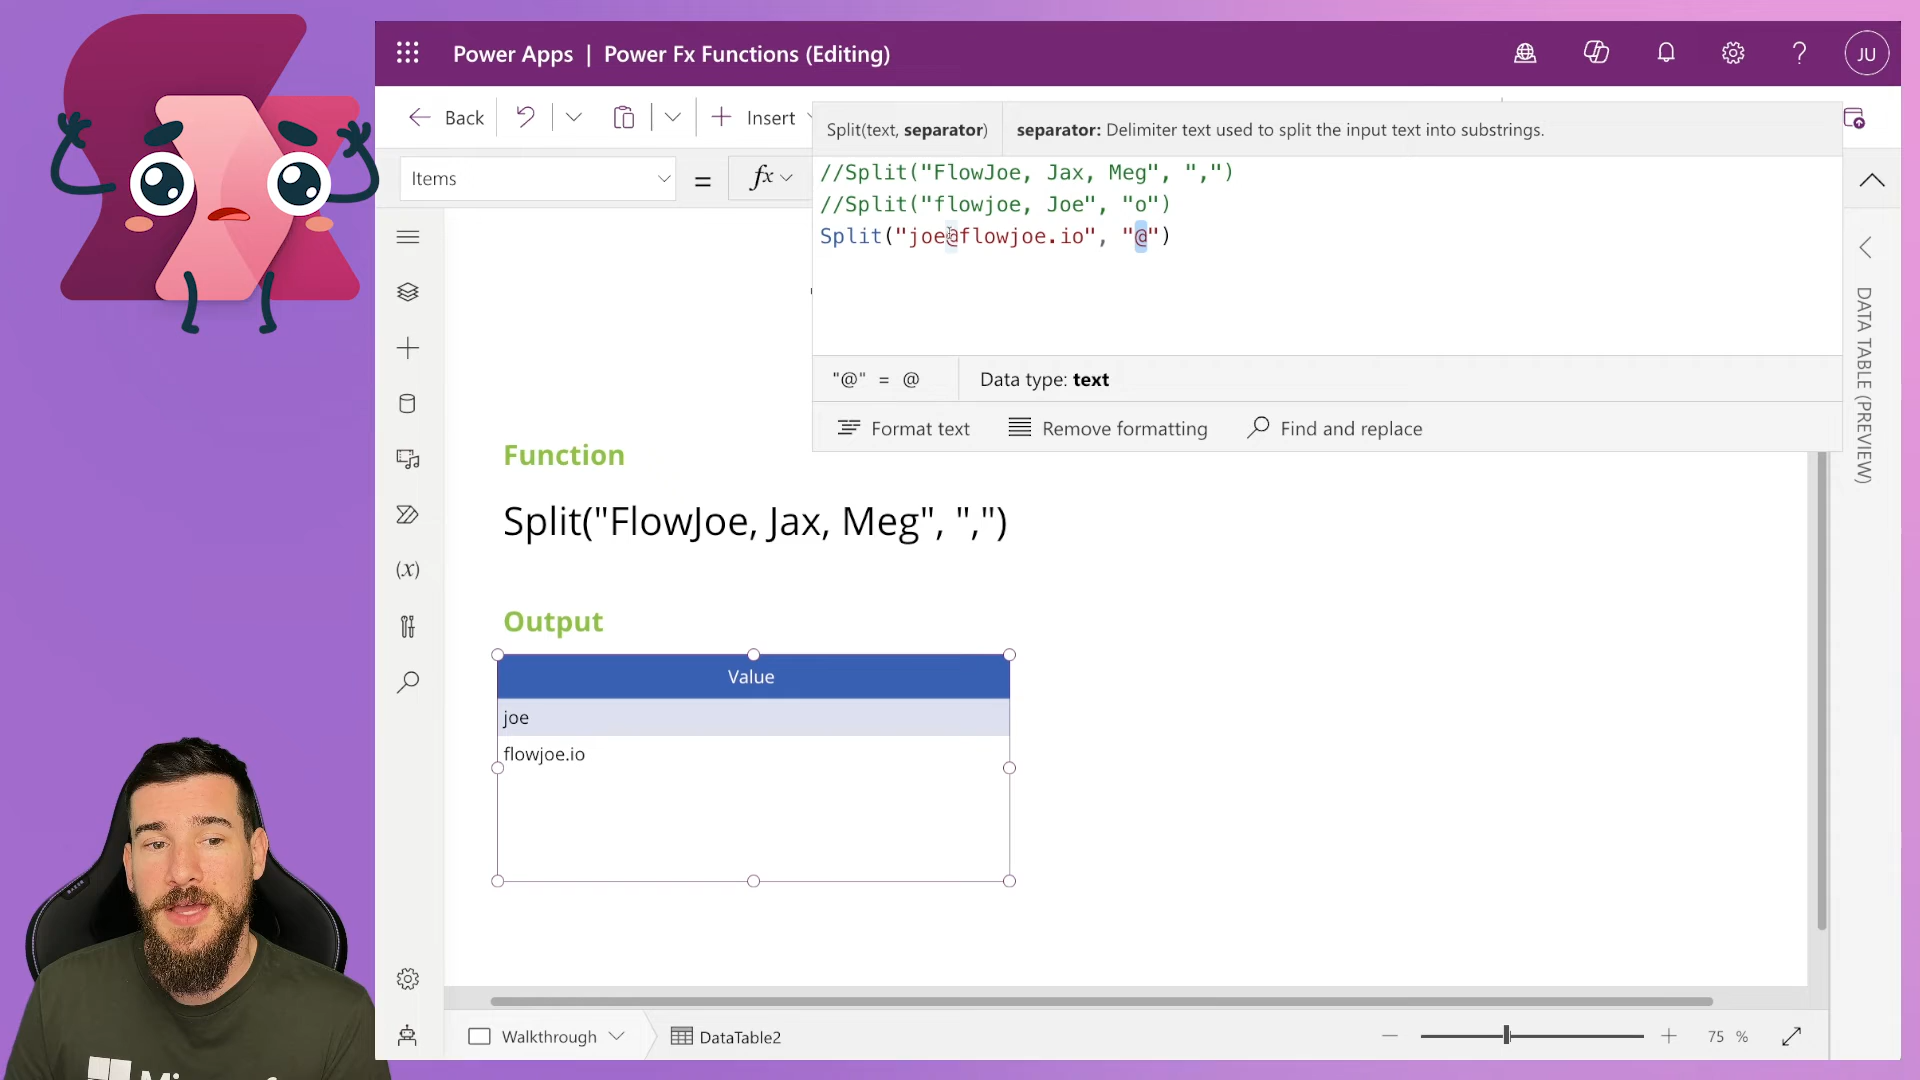 Power Apps | Power Fx Functions (Editing)
JU
Back
Insert
Split(text, separator)
separator: Delimiter text used to split the input text into substrings.
Items
=
fx
//Split("FlowJoe, Jax, Meg", ",")
//Split("flowjoe, Joe", "o")
Split("joe@flowjoe.io", "@")
"@" = @
Data type: text
Format text
Remove formatting
Find and replace
DATA TABLE (PREVIEW)
(x)
Function
Split("FlowJoe, Jax, Meg", ",")
Output
Value
joe
flowjoe.io
Walkthrough
DataTable2
75 %